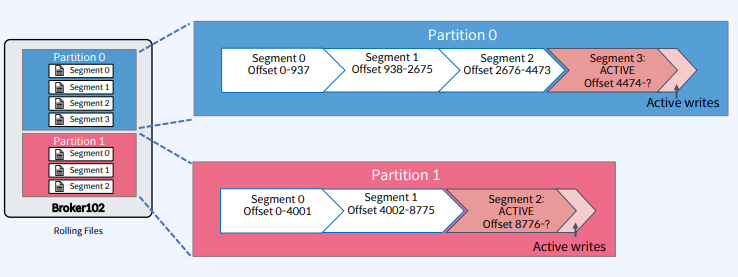 Partition 0
Segment 0
Segment 1
Segment 2
Segment 3
Partition 1
Segment 0
Segment 1
Segment 2
Broker102
Rolling Files
Partition 0
Segment 0
Offset 0-937
Segment 1
Offset 938-2675
Segment 2
Offset 2676-4473
Segment 3:
ACTIVE
Offset 4474-?
Active writes
Partition 1
Segment 0
Offset 0-4001
Segment 1
Offset 4002-8775
Segment 2:
ACTIVE
Offset 8776-?
Active writes